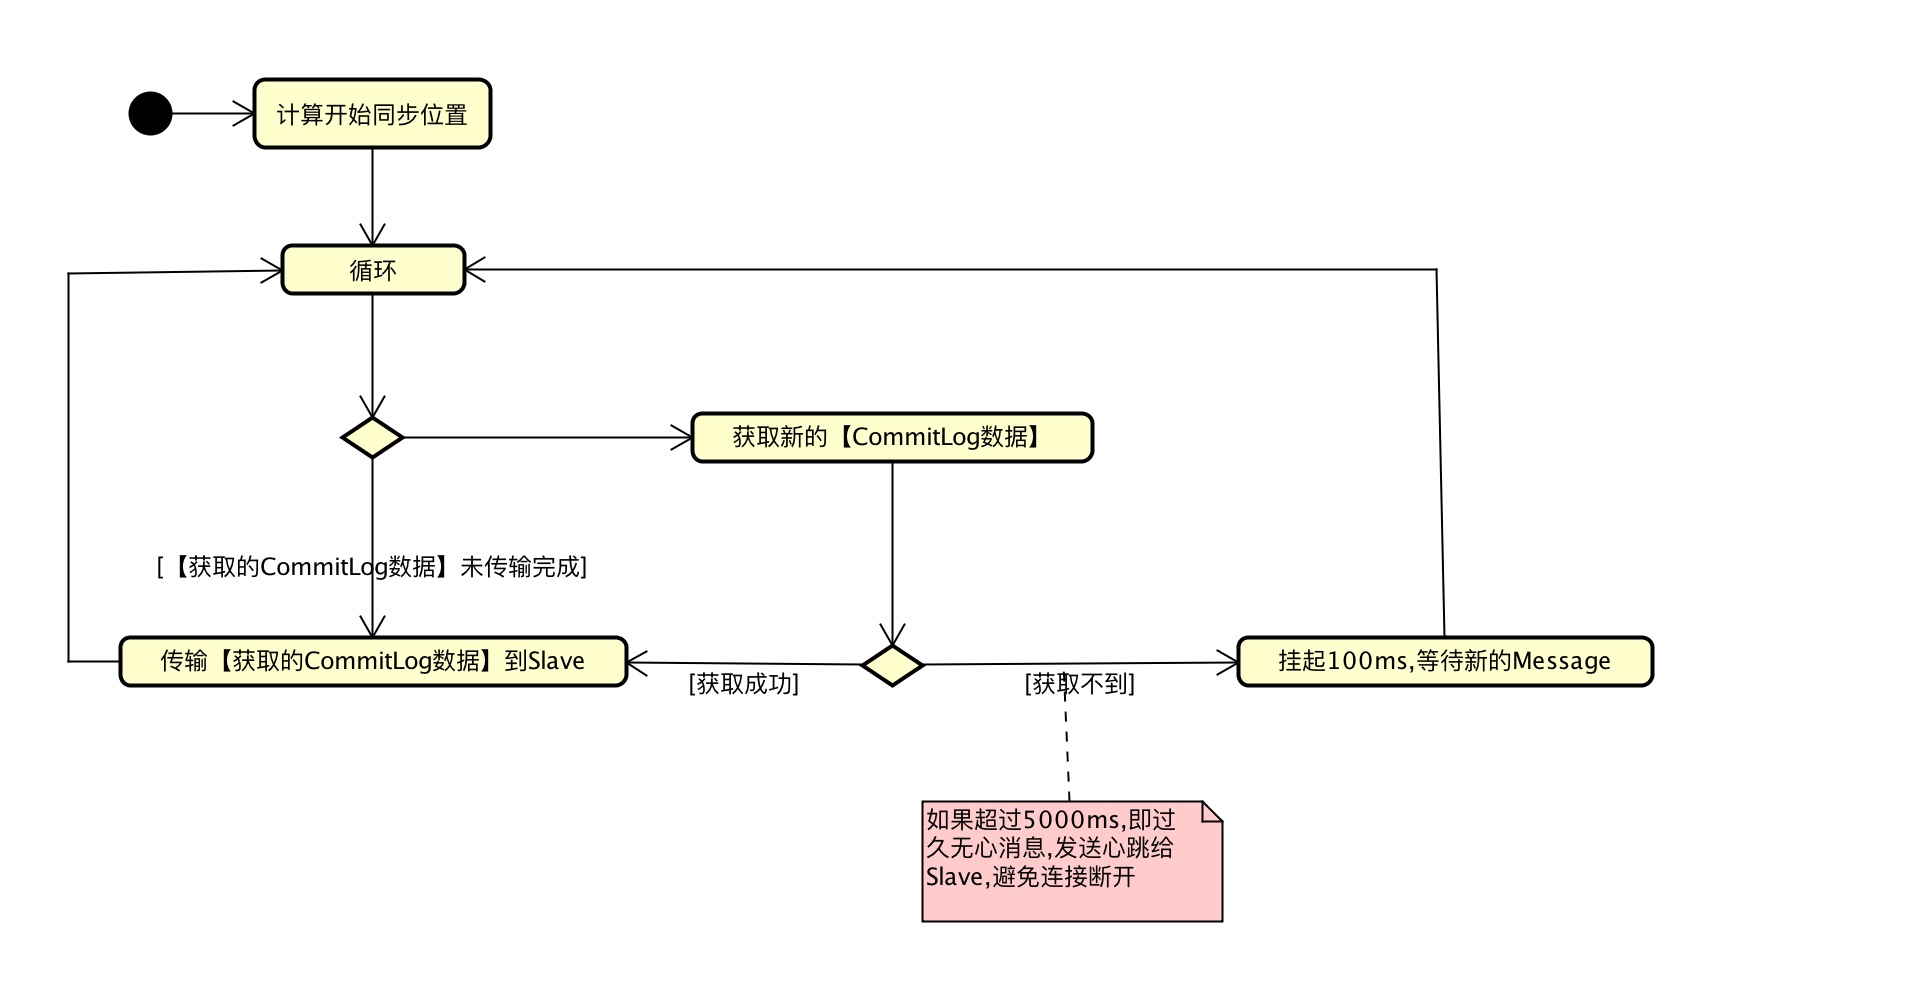 计算开始同步位置
循环
获取新的【CommitLog数据】
[【获取的CommitLog数据】未传输完成]
传输【获取的CommitLog数据】到Slave
[获取成功]
[获取不到]
挂起100ms,等待新的Message
如果超过5000ms,即过
久无心消息,发送心跳给
Slave,避免连接断开